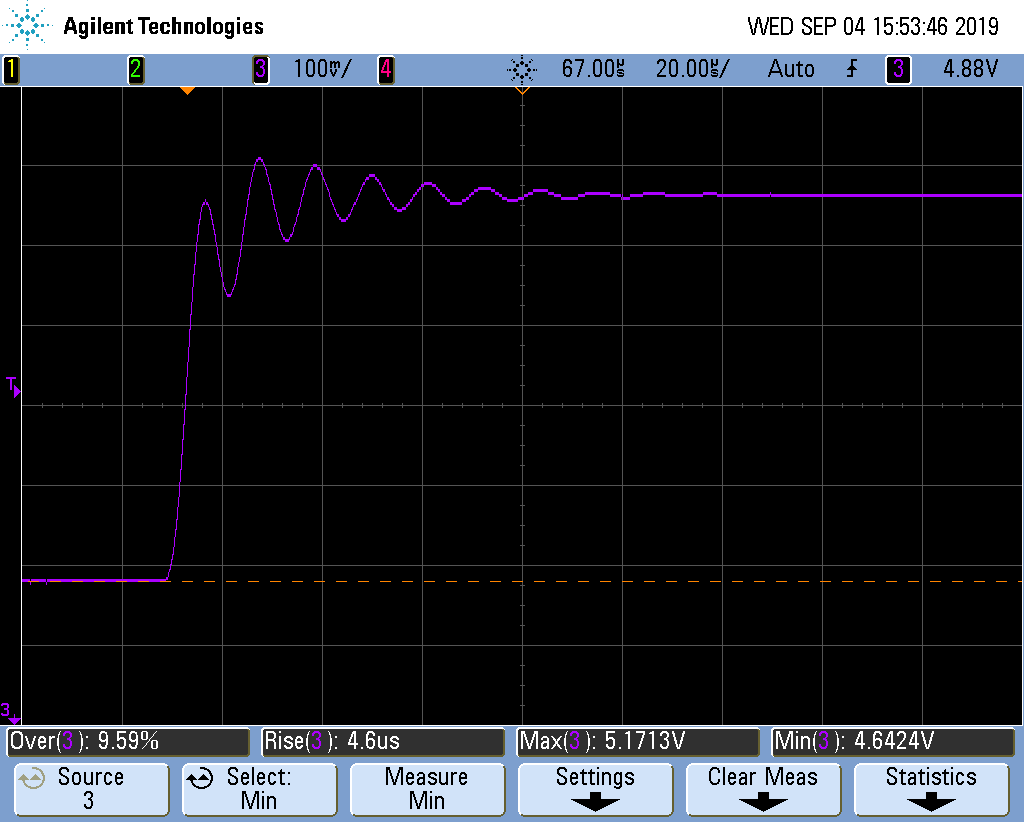 Agilent Technologies WED SEP 04 15:53:46 2019
1 2 3 100mV/ 4 67.00µs 20.00µs/ Auto 3 4.88V
T
3
Over(3): 9.59% Rise(3): 4.6us Max(3): 5.1713V Min(3): 4.6424V
Source Select: Measure Settings Clear Meas Statistics
3 Min Min